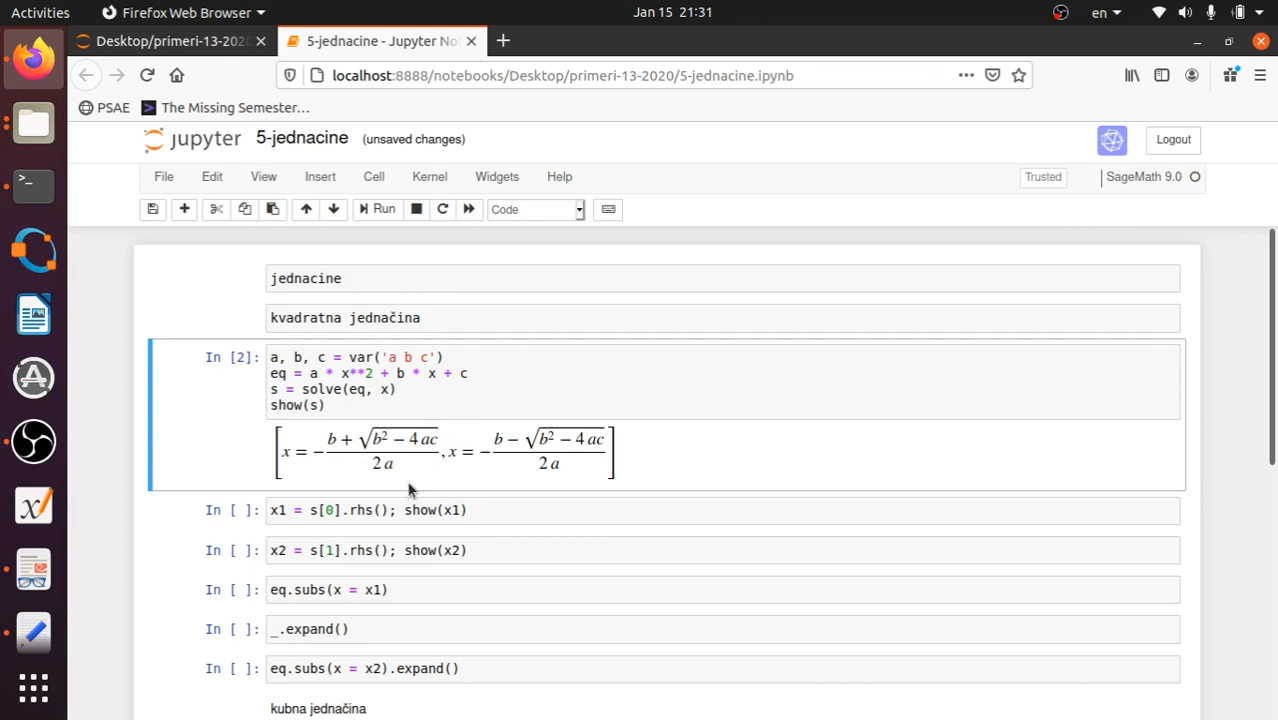 Activities
Firefox Web Browser
Jan 15 21:31
en
Desktop/primeri-13-202
5-jednacine - Jupyter No
localhost:8888/notebooks/Desktop/primeri-13-2020/5-jednacine.ipynb
PSAE
The Missing Semester…
jupyter
5-jednacine
(unsaved changes)
Logout
File Edit View Insert Cell Kernel Widgets Help
Trusted
SageMath 9.0
Run
Code
jednacine
kvadratna jednačina
In [2]:
a, b, c = var('a b c')
eq = a * x**2 + b * x + c
s = solve(eq, x)
show(s)
[x = −(b + √(b² − 4 ac))/(2 a), x = −(b − √(b² − 4 ac))/(2 a)]
In [ ]: x1 = s[0].rhs(); show(x1)
In [ ]: x2 = s[1].rhs(); show(x2)
In [ ]: eq.subs(x = x1)
In [ ]: _.expand()
In [ ]: eq.subs(x = x2).expand()
kubna jednačina